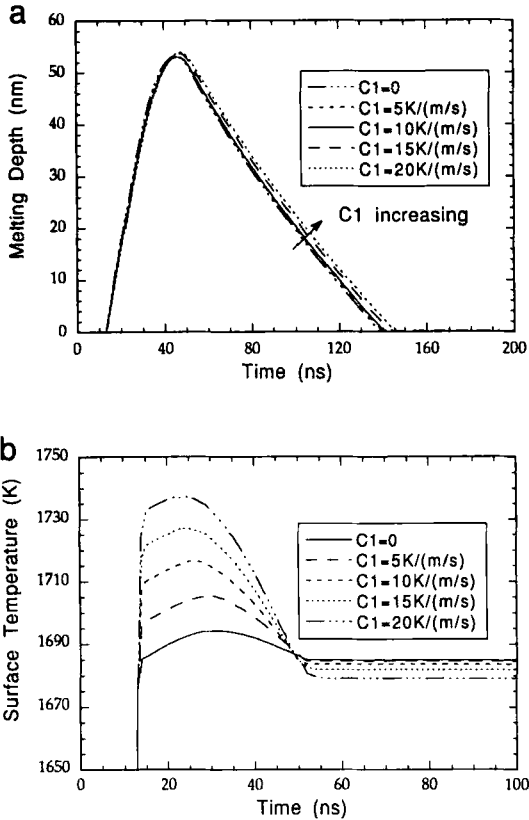 a
60
50
40
30
20
10
0
Melting Depth (nm)
C1=0
C1=5K/(m/s)
C1=10K/(m/s)
C1=15K/(m/s)
C1=20K/(m/s)
C1 increasing
0 40 80 120 160 200
Time (ns)
b
1750
1730
1710
1690
1670
1650
Surface Temperature (K)
C1=0
C1=5K/(m/s)
C1=10K/(m/s)
C1=15K/(m/s)
C1=20K/(m/s)
0 20 40 60 80 100
Time (ns)